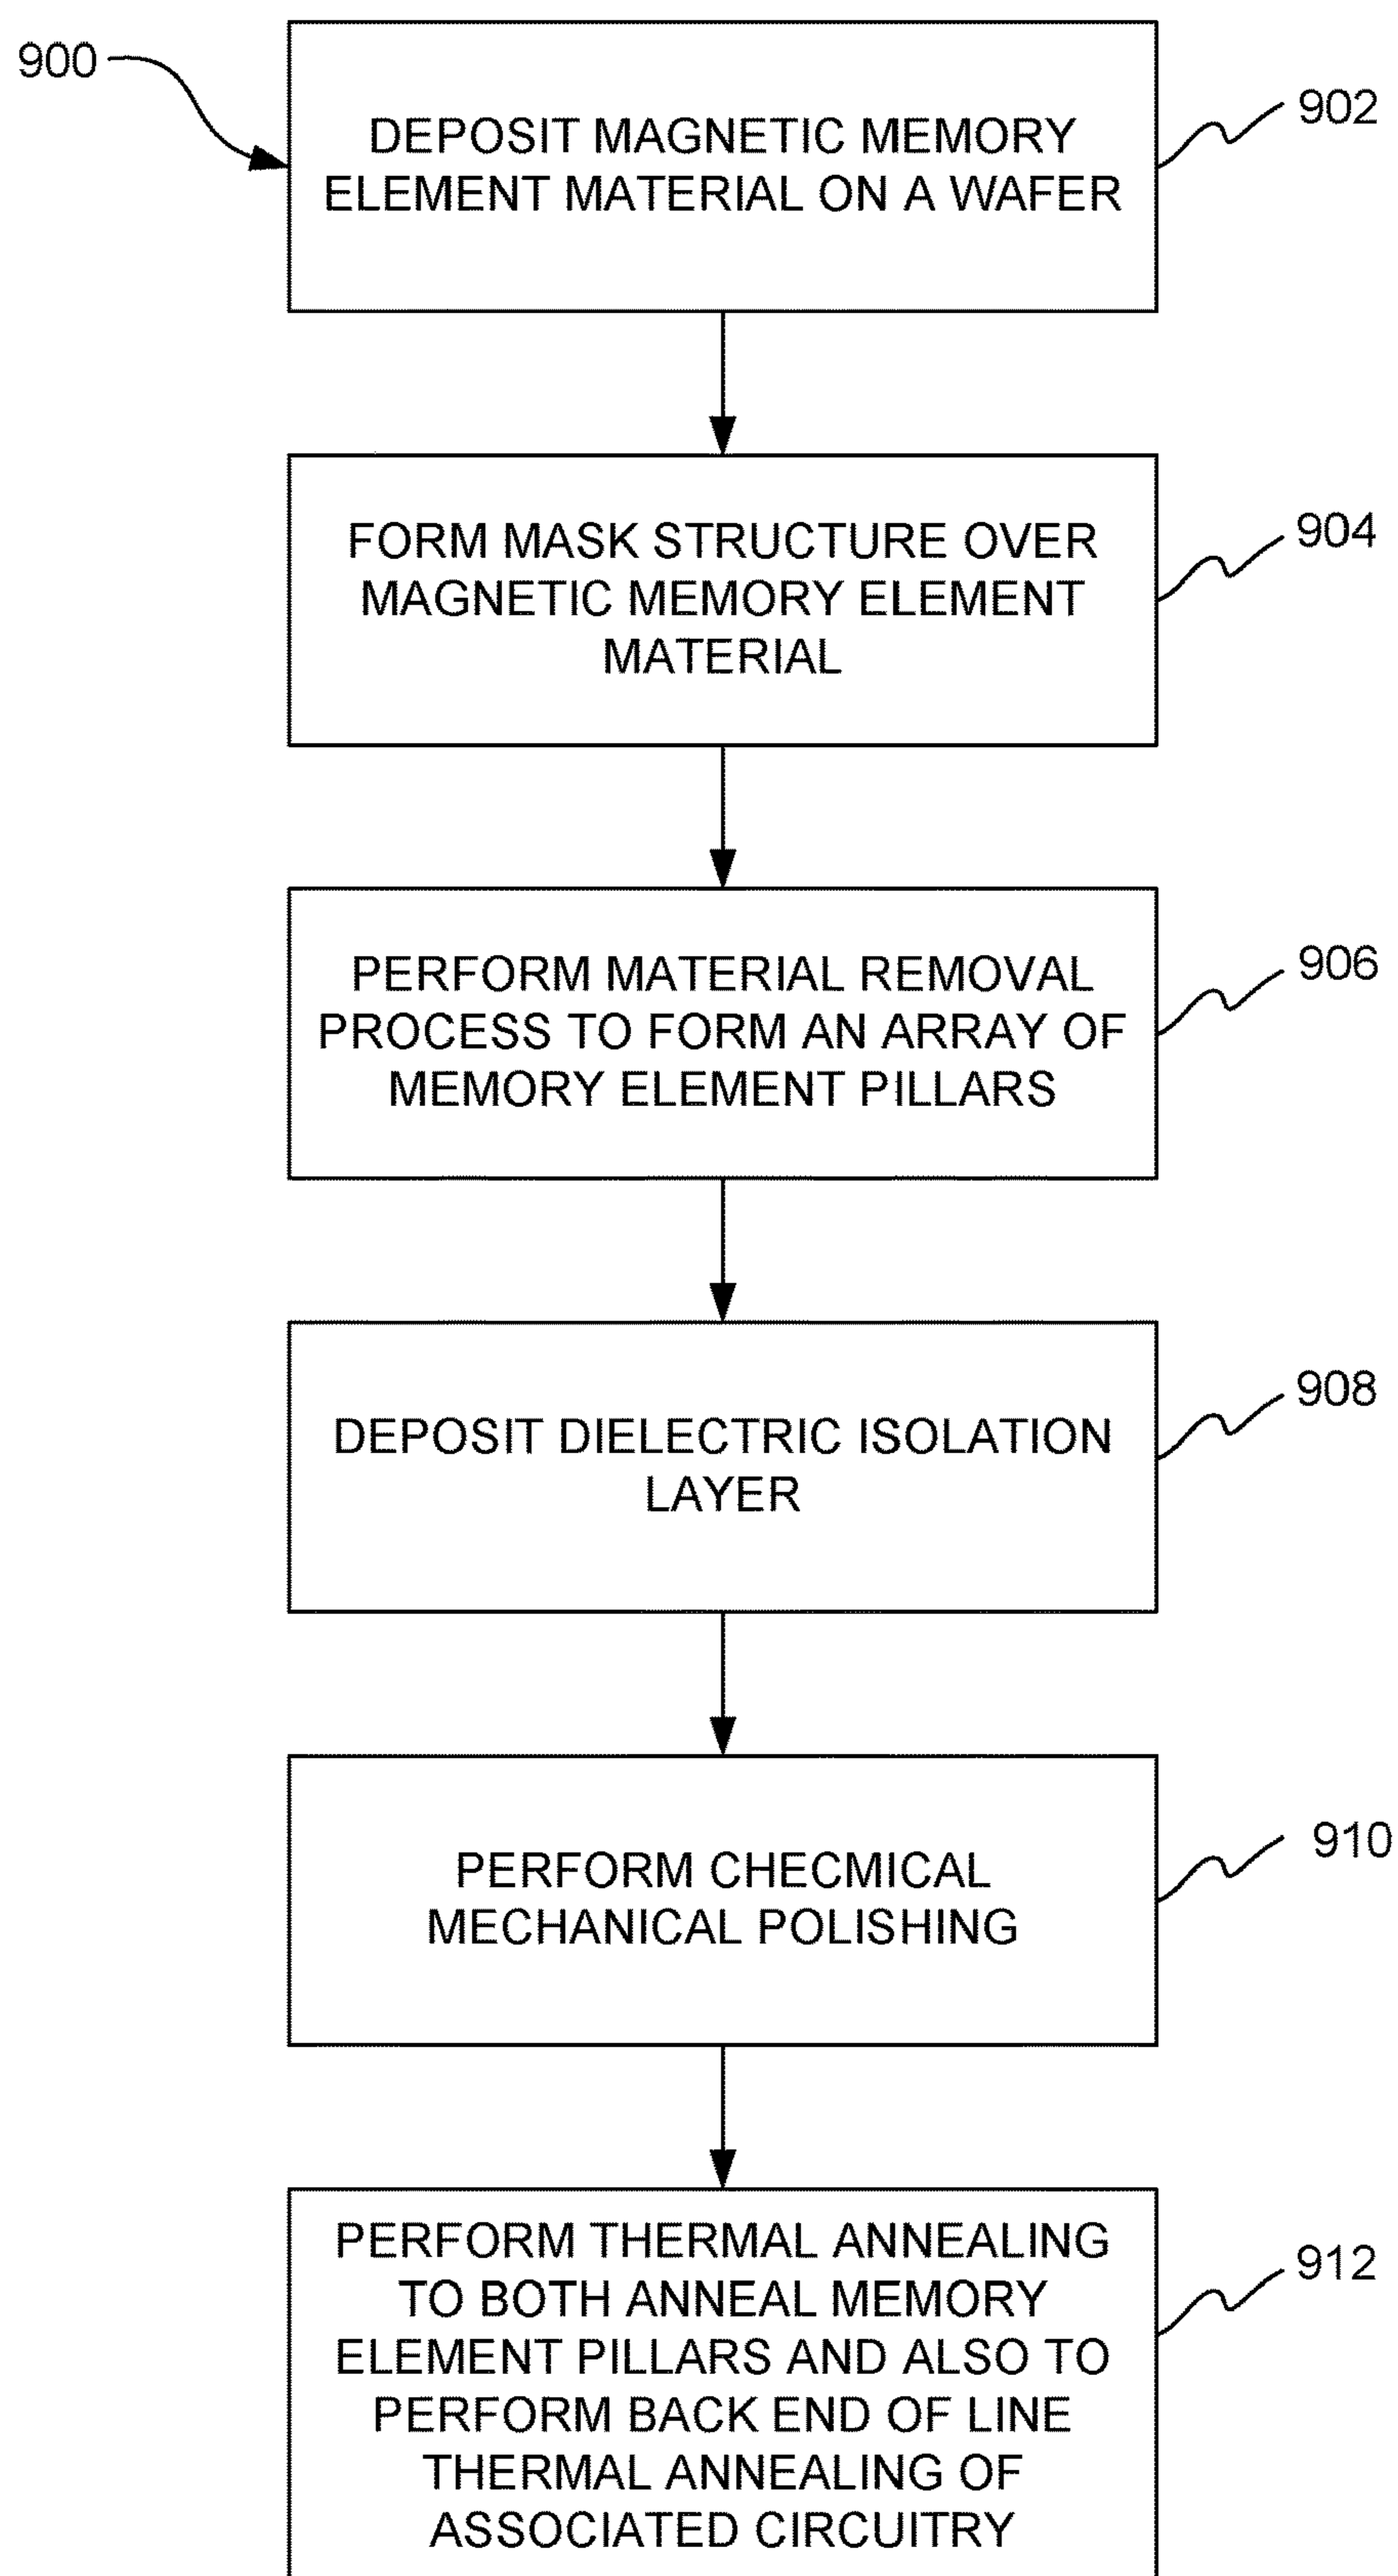 900
DEPOSIT MAGNETIC MEMORY
ELEMENT MATERIAL ON A WAFER
902
FORM MASK STRUCTURE OVER
MAGNETIC MEMORY ELEMENT
MATERIAL
904
PERFORM MATERIAL REMOVAL
PROCESS TO FORM AN ARRAY OF
MEMORY ELEMENT PILLARS
906
DEPOSIT DIELECTRIC ISOLATION
LAYER
908
PERFORM CHECMICAL
MECHANICAL POLISHING
910
PERFORM THERMAL ANNEALING
TO BOTH ANNEAL MEMORY
ELEMENT PILLARS AND ALSO TO
PERFORM BACK END OF LINE
THERMAL ANNEALING OF
ASSOCIATED CIRCUITRY
912